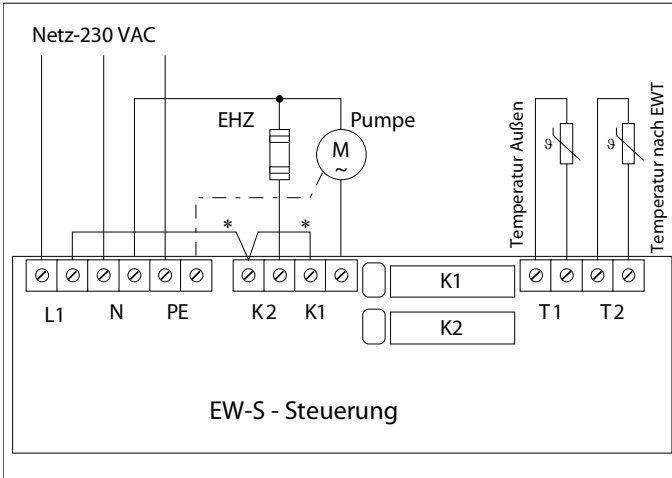 Netz-230 VAC
EHZ
Pumpe
M
~
* *
Temperatur Außen
ϑ
ϑ
Temperatur nach EWT
L1 N PE K2 K1 T1 T2
K1
K2
EW-S - Steuerung